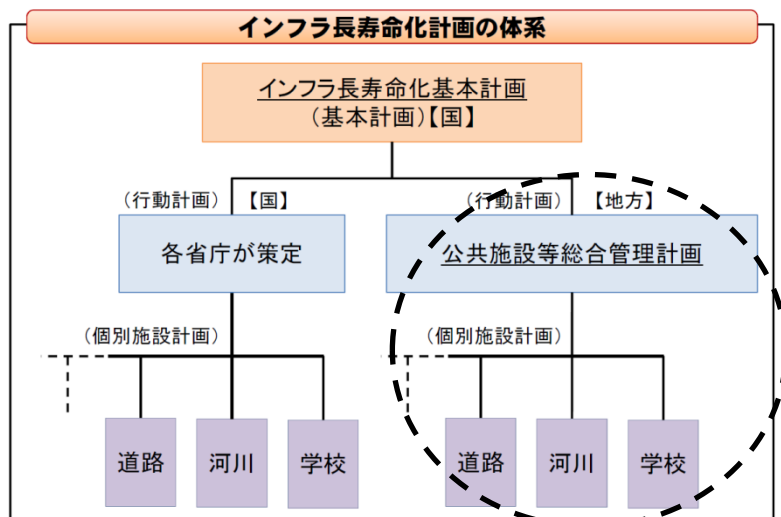 インフラ長寿命化計画の体系
インフラ長寿命化基本計画
(基本計画)【国】
(行動計画) 【国】
(行動計画) 【地方】
各省庁が策定
公共施設等総合管理計画
(個別施設計画)
(個別施設計画)
道路
河川
学校
道路
河川
学校